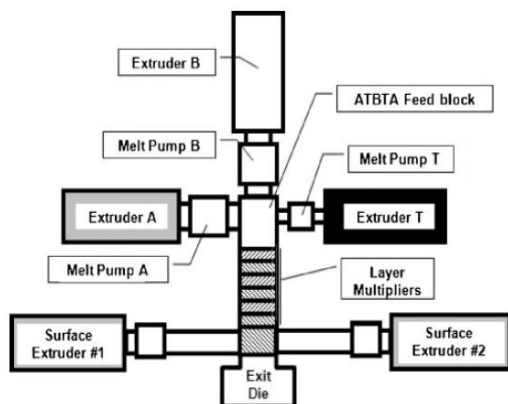 Extruder B
ATBTA Feed block
Melt Pump B
Melt Pump T
Extruder A
Extruder T
Melt Pump A
Layer
Multipliers
Surface
Extruder #1
Surface
Extruder #2
Exit
Die